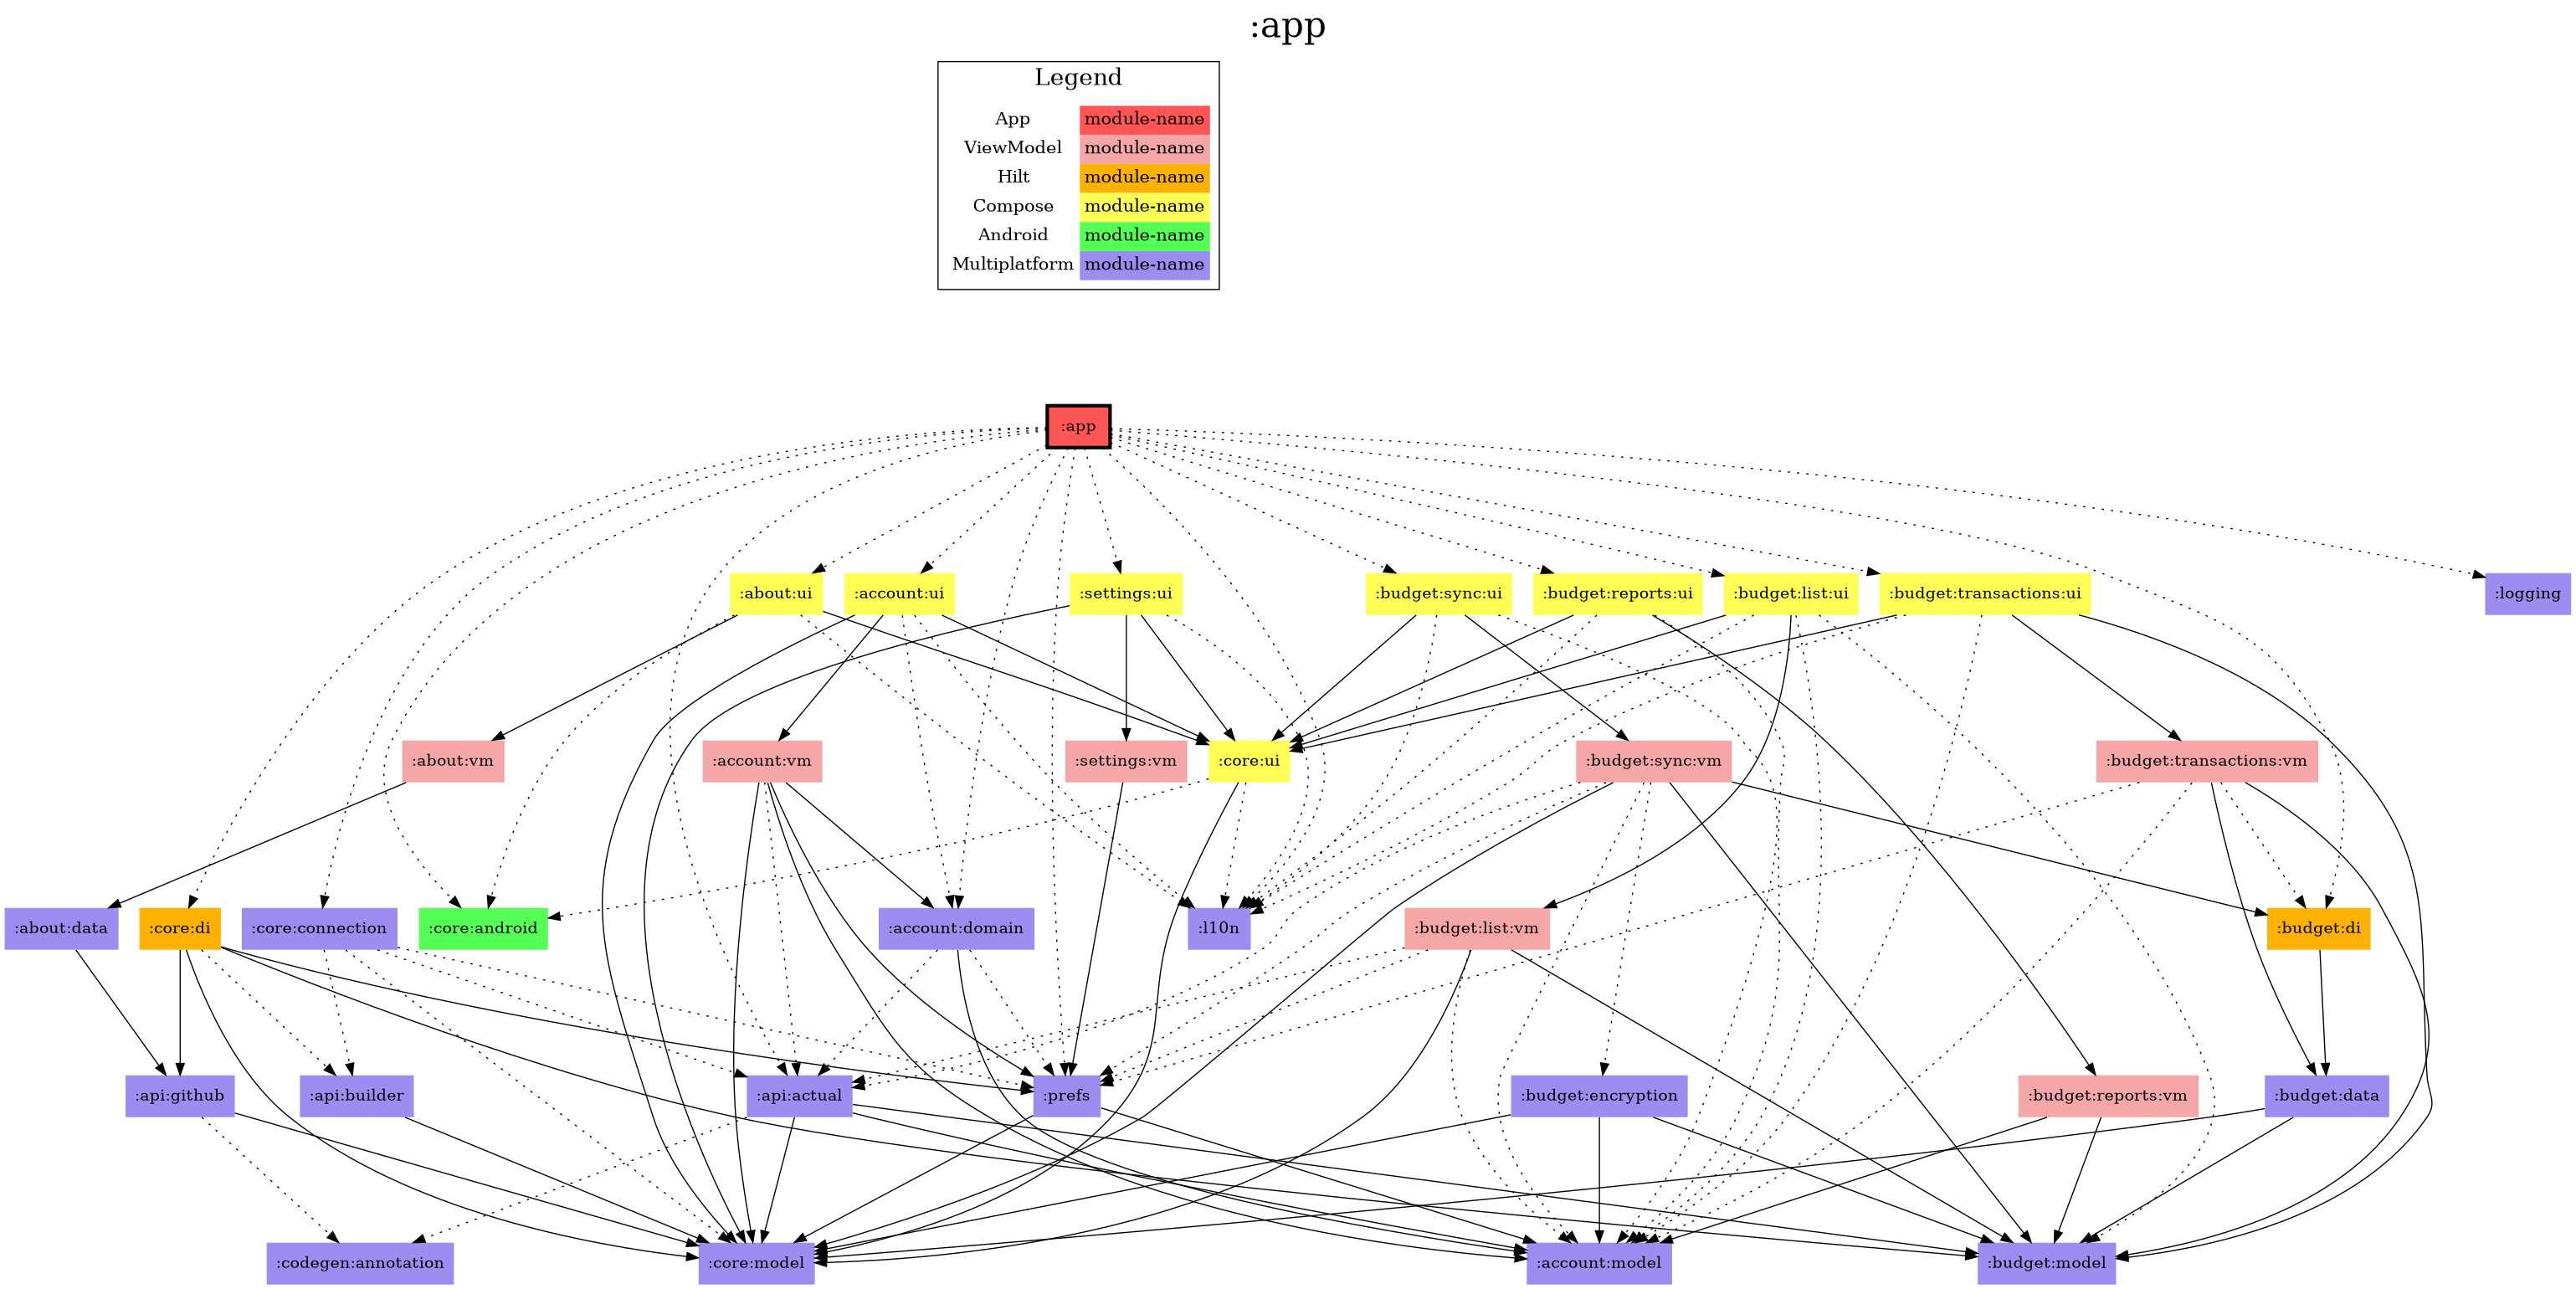 :app
Legend
App module-name
ViewModel module-name
Hilt module-name
Compose module-name
Android module-name
Multiplatform module-name
:app
:about:ui :account:ui :settings:ui :budget:sync:ui :budget:reports:ui :budget:list:ui :budget:transactions:ui :logging
:about:vm :account:vm :settings:vm :core:ui :budget:sync:vm :budget:transactions:vm
:about:data :core:di :core:connection :core:android :account:domain :l10n :budget:list:vm :budget:di
:api:github :api:builder :api:actual :prefs :budget:encryption :budget:reports:vm :budget:data
:codegen:annotation :core:model :account:model :budget:model